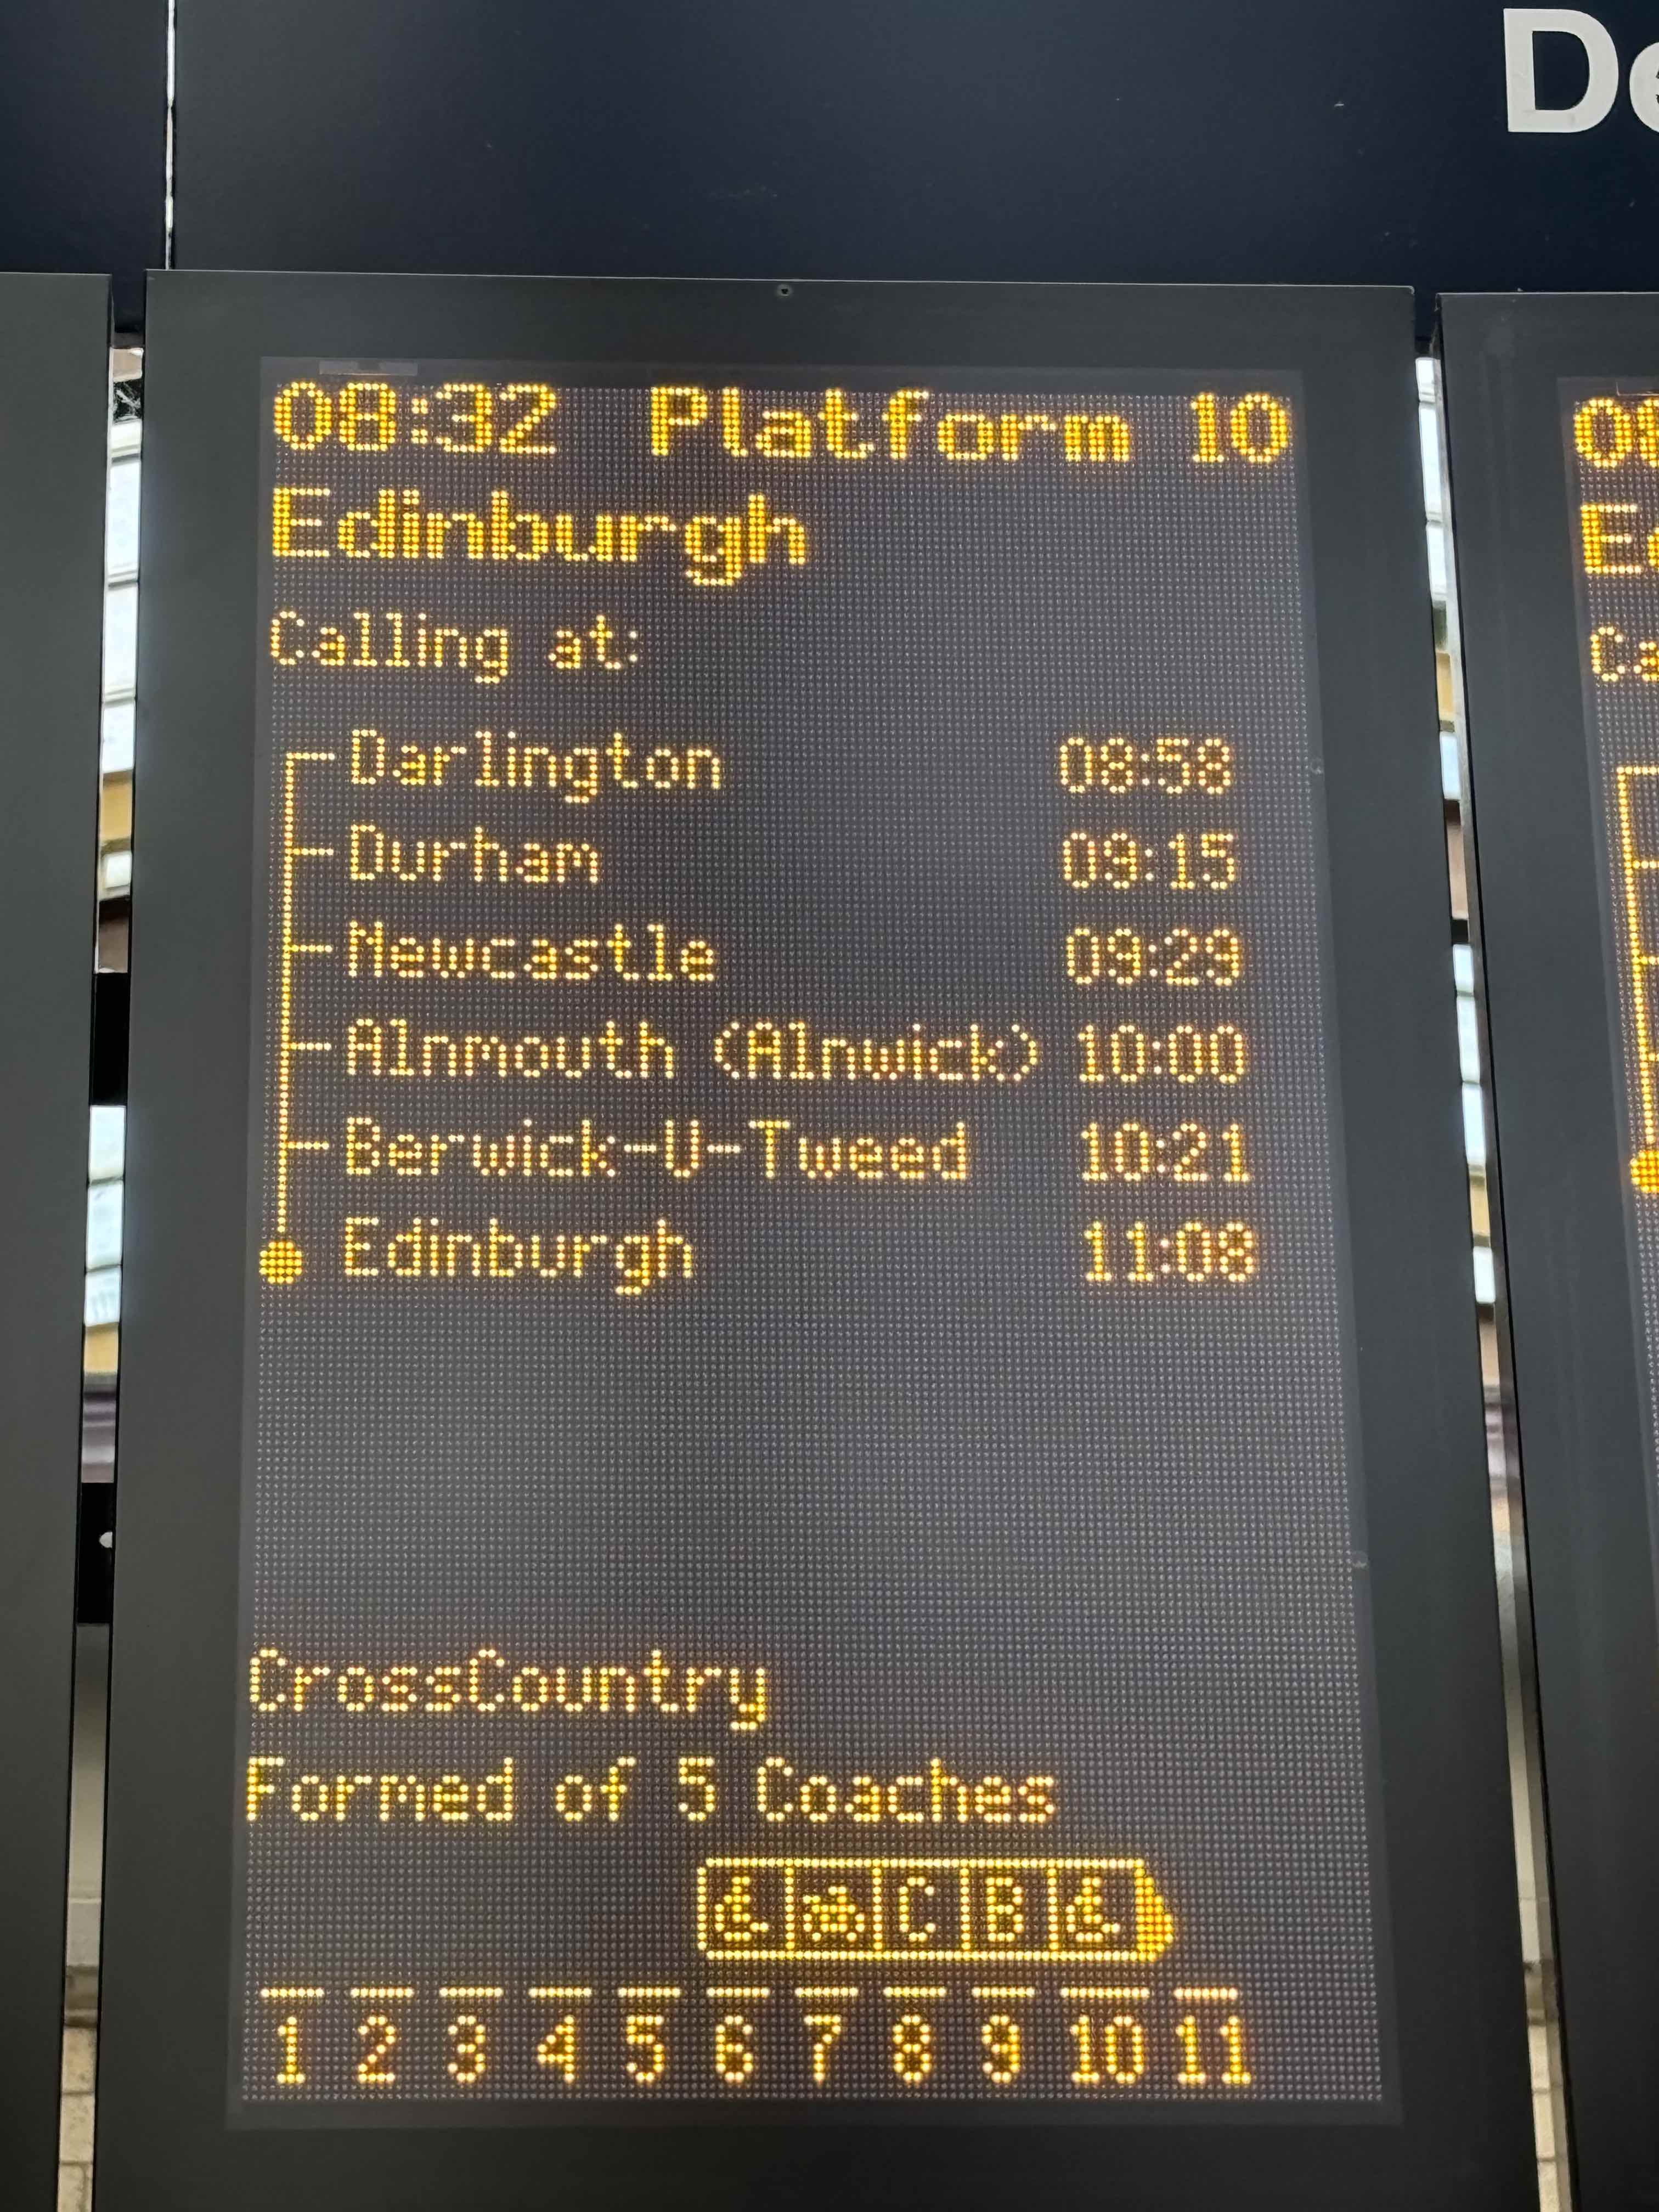 De
08:32 Platform 10
Edinburgh
Calling at:
Darlington 08:58
Durham 09:15
Newcastle 09:29
Alnmouth (Alnwick) 10:00
Berwick-U-Tweed 10:21
Edinburgh 11:08
CrossCountry
Formed of 5 Coaches
C B
1 2 3 4 5 6 7 8 9 10 11